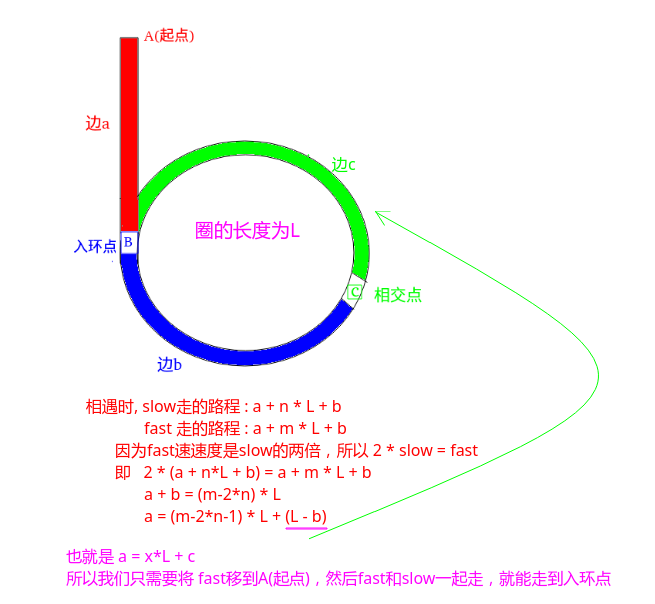 A(起点)
边a
边c
圈的长度为L
入环点
B
C
相交点
边b
相遇时, slow走的路程 : a + n * L + b
fast 走的路程 : a + m * L + b
因为fast速速度是slow的两倍，所以 2 * slow = fast
即 2 * (a + n*L + b) = a + m * L + b
a + b = (m-2*n) * L
a = (m-2*n-1) * L + (L - b)
也就是 a = x*L + c
所以我们只需要将 fast移到A(起点)，然后fast和slow一起走，就能走到入环点